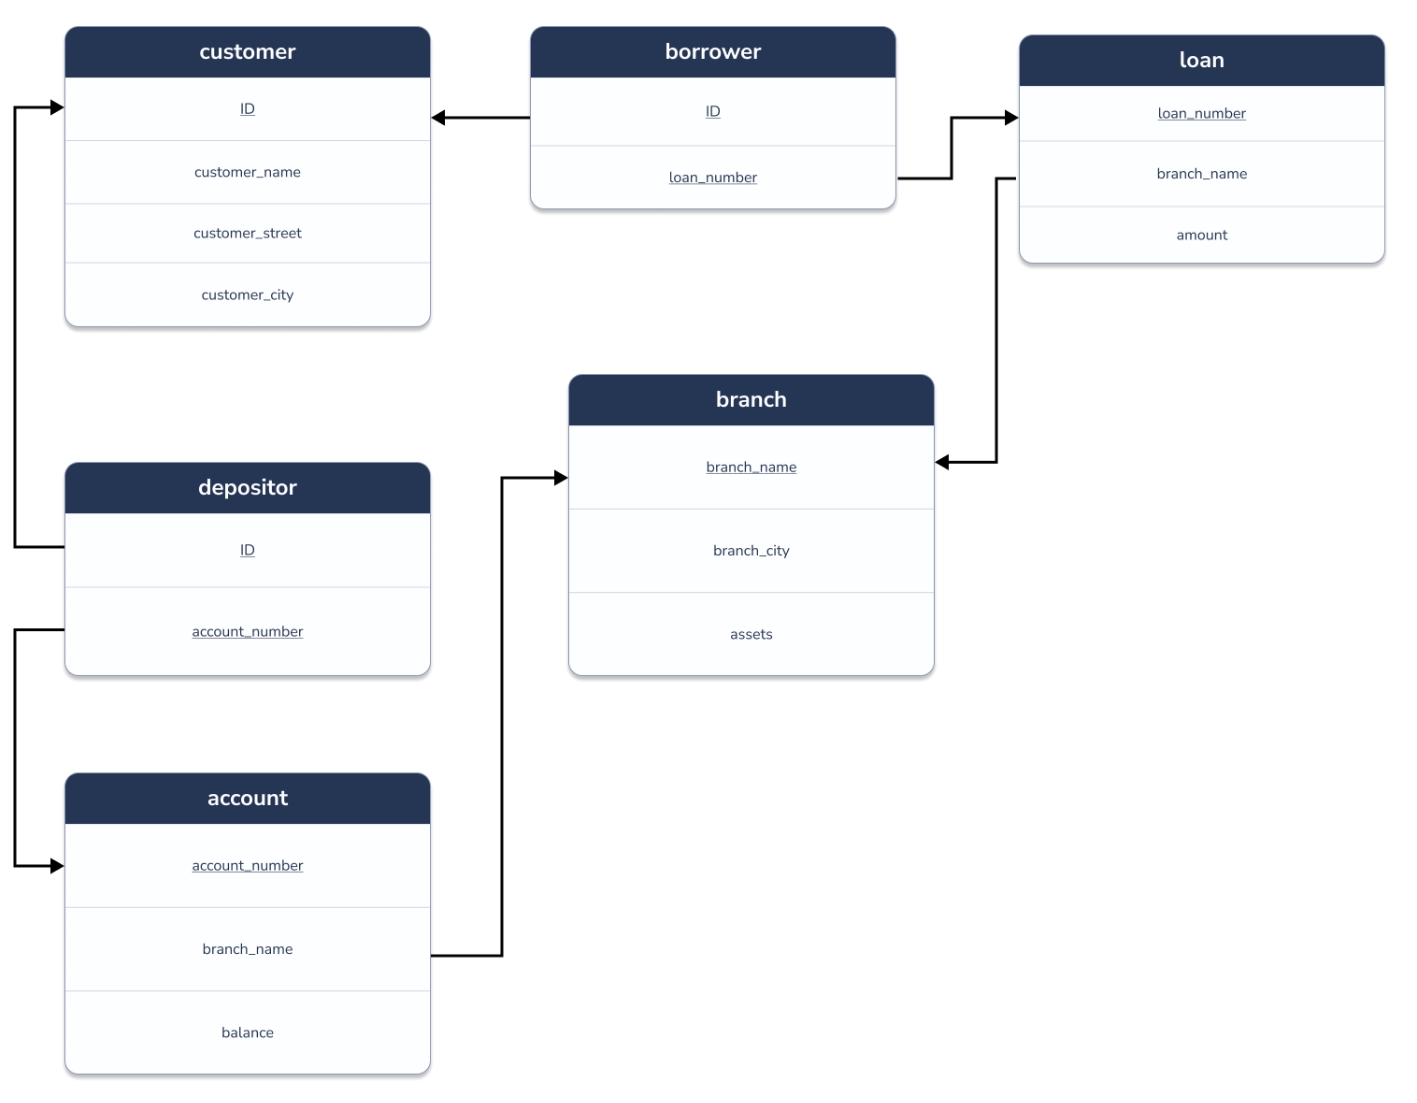 customer
ID
customer_name
customer_street
customer_city
borrower
ID
loan_number
loan
loan_number
branch_name
amount
branch
branch_name
branch_city
assets
depositor
ID
account_number
account
account_number
branch_name
balance